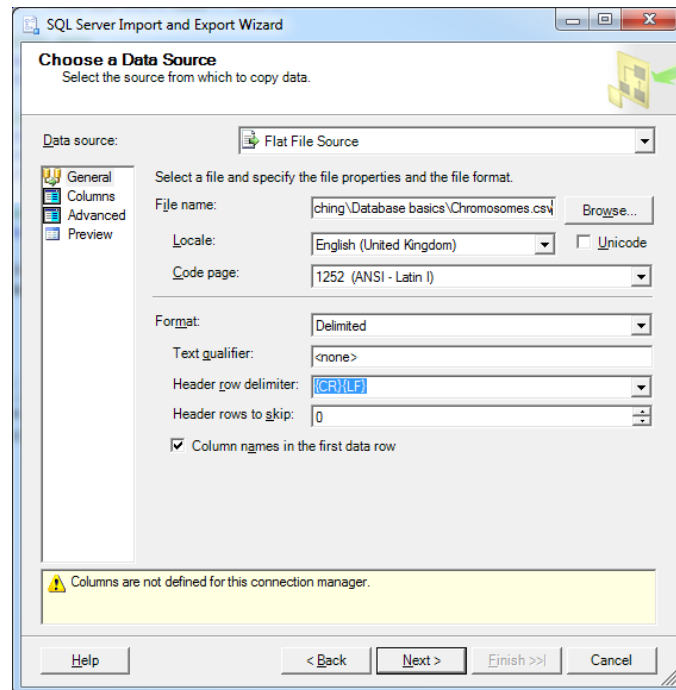 SQL Server Import and Export Wizard
Choose a Data Source
Select the source from which to copy data.
Data source: Flat File Source
General
Columns
Advanced
Preview
Select a file and specify the file properties and the file format.
File name: ching\Database basics\Chromosomes.csv Browse...
Locale: English (United Kingdom) Unicode
Code page: 1252 (ANSI - Latin I)
Format: Delimited
Text qualifier: <none>
Header row delimiter: {CR}{LF}
Header rows to skip: 0
Column names in the first data row
Columns are not defined for this connection manager.
Help < Back Next > Finish >>| Cancel